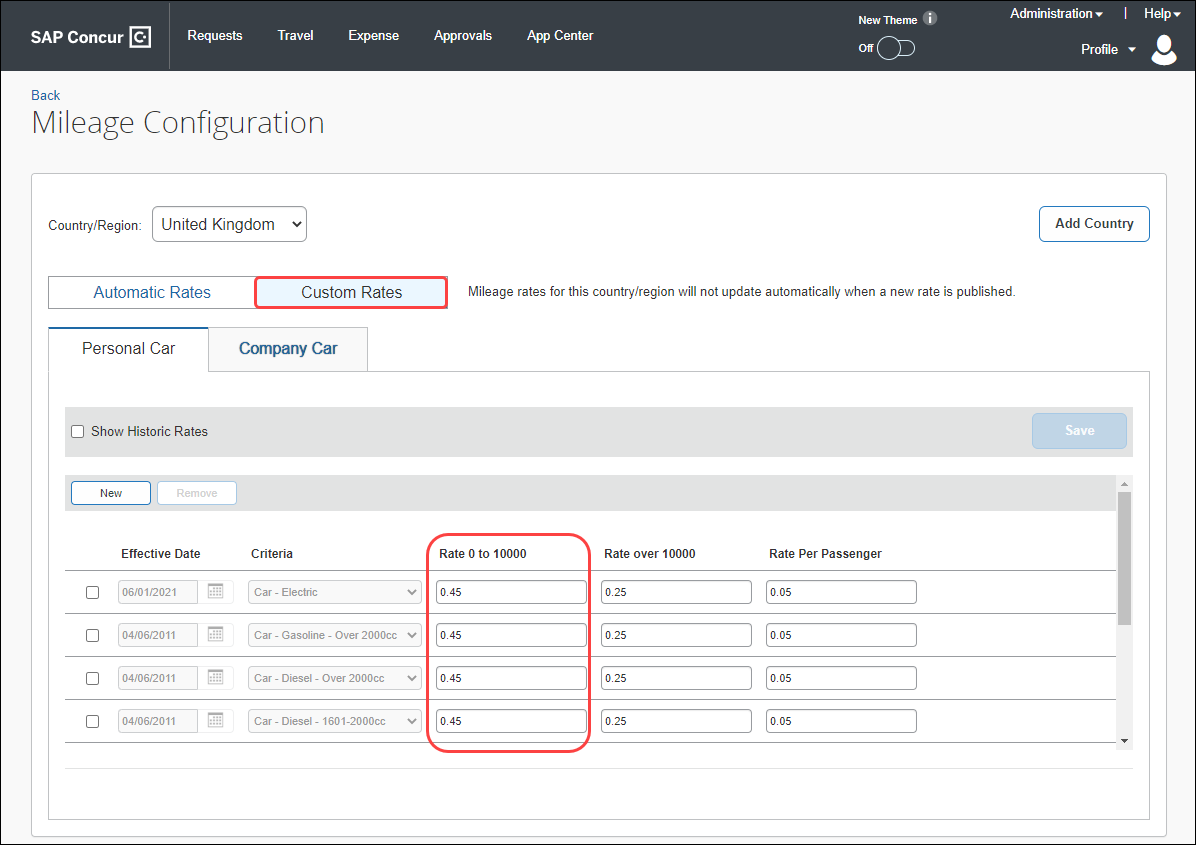 SAP Concur
Requests Travel Expense Approvals App Center
New Theme
Off
Administration | Help
Profile
Back
Mileage Configuration
Country/Region: United Kingdom Add Country
Automatic Rates Custom Rates Mileage rates for this country/region will not update automatically when a new rate is published.
Personal Car Company Car
Show Historic Rates Save
New Remove
Effective Date Criteria Rate 0 to 10000 Rate over 10000 Rate Per Passenger
06/01/2021 Car - Electric 0.45 0.25 0.05
04/06/2011 Car - Gasoline - Over 2000cc 0.45 0.25 0.05
04/06/2011 Car - Diesel - Over 2000cc 0.45 0.25 0.05
04/06/2011 Car - Diesel - 1601-2000cc 0.45 0.25 0.05